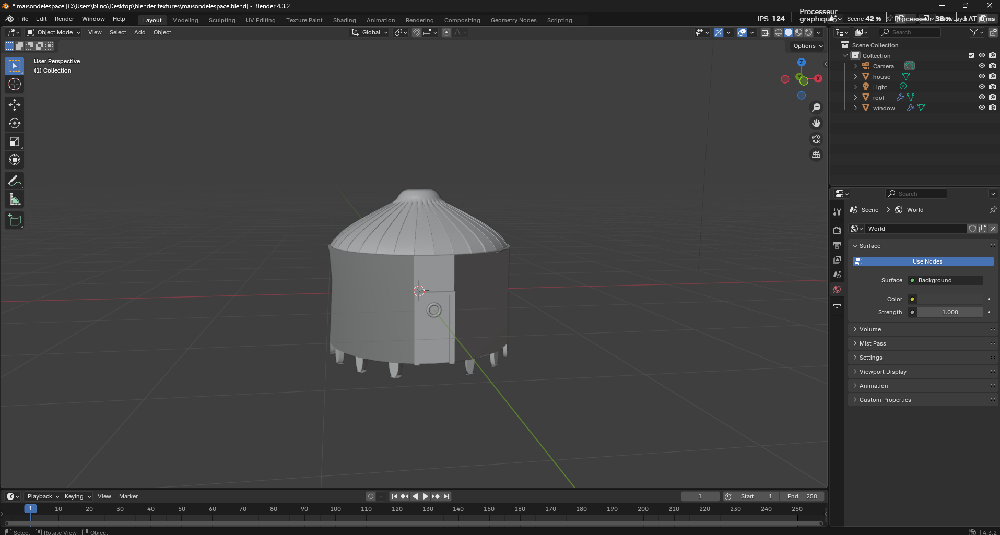 * maisondelespace [C:\Users\blino\Desktop\blender textures\maisondelespace.blend] - Blender 4.3.2
File Edit Render Window Help
Layout Modeling Sculpting UV Editing Texture Paint Shading Animation Rendering Compositing Geometry Nodes Scripting +
IPS 124 Processeur graphique 42 % Processeur 38 % LAT 0 ms
Scene
Object Mode View Select Add Object
Global
Search
Options
User Perspective
(1) Collection
Z
Y
X
Scene Collection
Collection
Camera
house
Light
roof
window
Search
Scene > World
World
Surface
Use Nodes
Surface Background
Color
Strength 1.000
Volume
Mist Pass
Settings
Viewport Display
Animation
Custom Properties
Playback Keying View Marker
1 Start 1 End 250
1 10 20 30 40 50 60 70 80 90 100 110 120 130 140 150 160 170 180 190 200 210 220 230 240 250
Select Rotate View Object
4.3.2